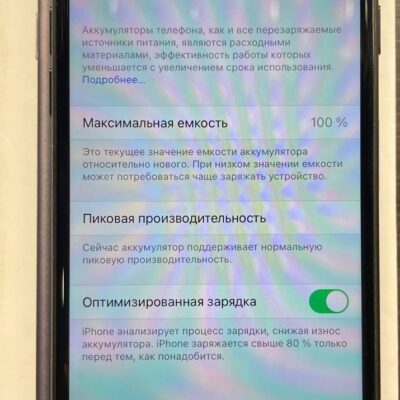 Аккумуляторы телефона, как и все перезаряжаемые
источники питания, являются расходными
материалами, эффективность работы которых
уменьшается с увеличением срока использования.
Подробнее...
Максимальная емкость 100 %
Это текущее значение емкости аккумулятора
относительно нового. При низком значении емкости
может потребоваться чаще заряжать устройство.
Пиковая производительность
Сейчас аккумулятор поддерживает нормальную
пиковую производительность.
Оптимизированная зарядка
iPhone анализирует процесс зарядки, снижая износ
аккумулятора. iPhone заряжается свыше 80 % только
перед тем, как понадобится.